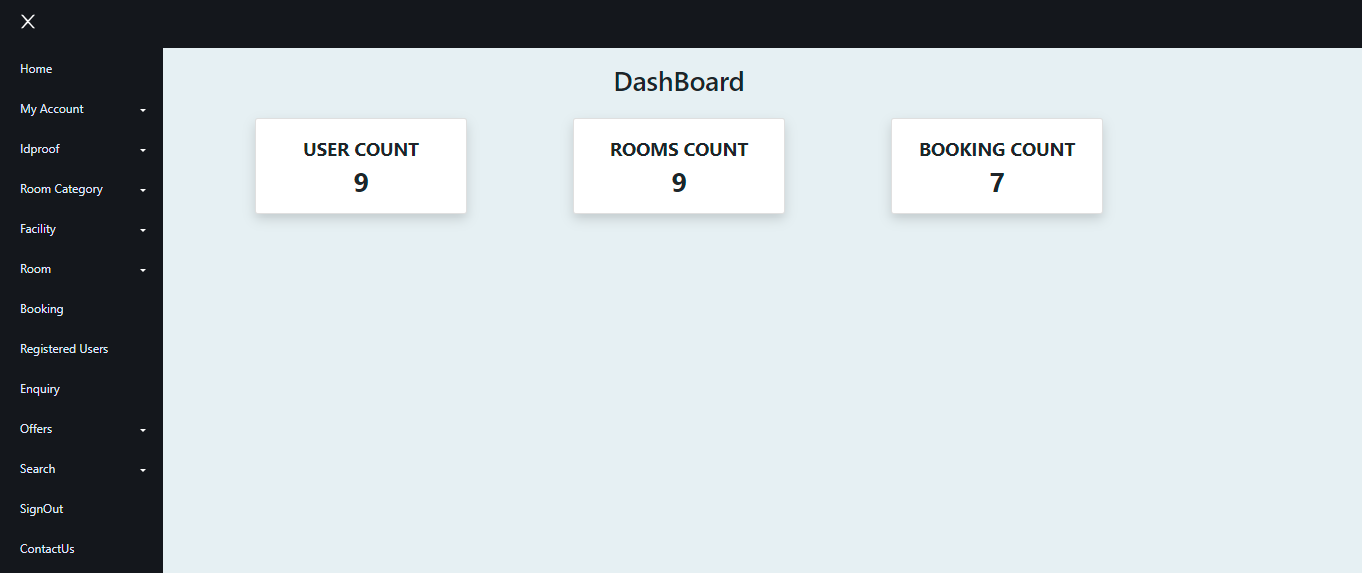 Home
My Account
Idproof
Room Category
Facility
Room
Booking
Registered Users
Enquiry
Offers
Search
SignOut
ContactUs
DashBoard
USER COUNT
9
ROOMS COUNT
9
BOOKING COUNT
7